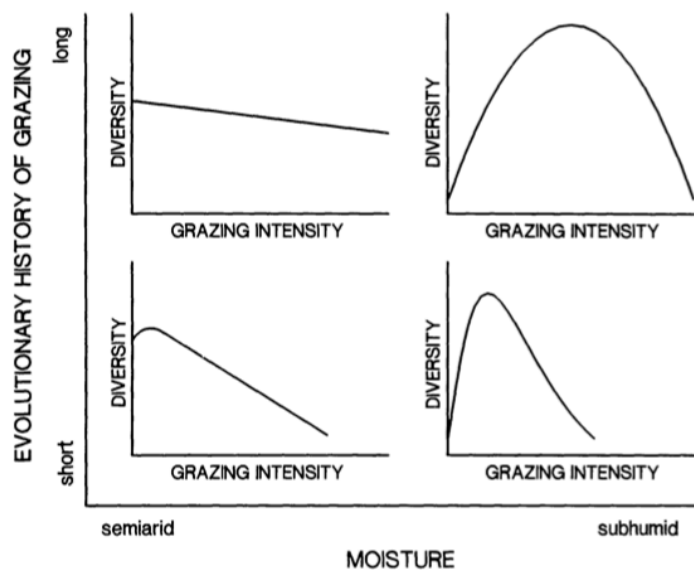 EVOLUTIONARY HISTORY OF GRAZING
long
short
DIVERSITY
GRAZING INTENSITY
DIVERSITY
GRAZING INTENSITY
DIVERSITY
GRAZING INTENSITY
DIVERSITY
GRAZING INTENSITY
semiarid
subhumid
MOISTURE